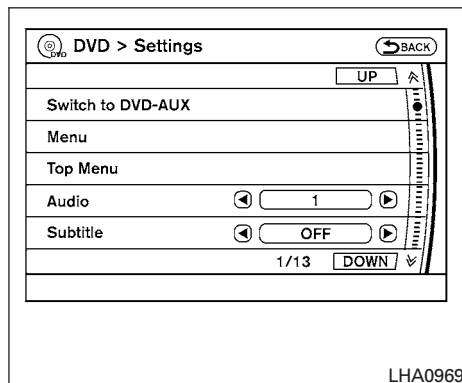 DVD DVD > Settings BACK
UP
Switch to DVD-AUX
Menu
Top Menu
Audio 1
Subtitle OFF
1/13 DOWN
LHA0969